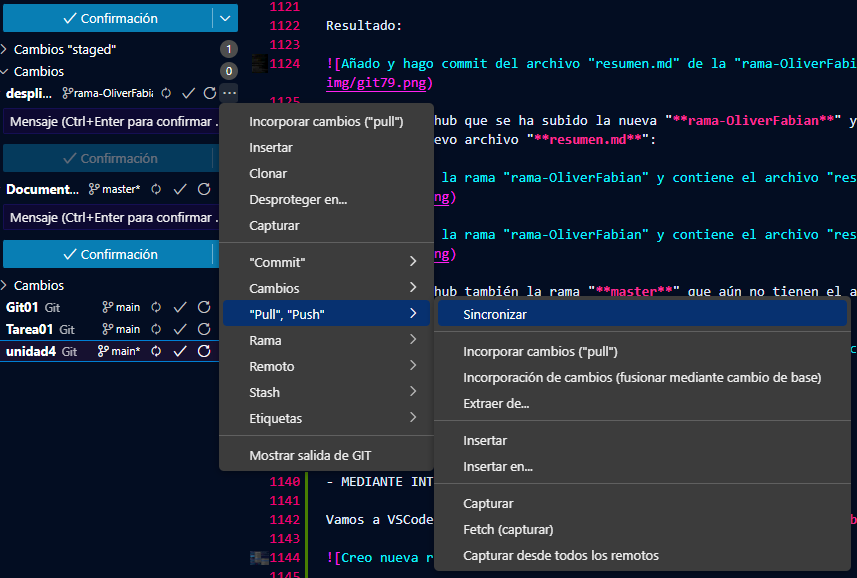 Confirmación
Cambios "staged"
1
Cambios
0
despli... rama-OliverFabia
Mensaje (Ctrl+Enter para confirmar .
Confirmación
Document... master*
Mensaje (Ctrl+Enter para confirmar .
Confirmación
Cambios
Git01 Git main
Tarea01 Git main
unidad4 Git main*
Incorporar cambios ("pull")
Insertar
Clonar
Desproteger en...
Capturar
"Commit"
Cambios
"Pull", "Push"
Rama
Remoto
Stash
Etiquetas
Mostrar salida de GIT
Sincronizar
Incorporar cambios ("pull")
Incorporación de cambios (fusionar mediante cambio de base)
Extraer de...
Insertar
Insertar en...
Capturar
Fetch (capturar)
Capturar desde todos los remotos
1121
1122 Resultado:
1123
1124 ![Añado y hago commit del archivo "resumen.md" de la "rama-OliverFabi
img/git79.png)
1125
hub que se ha subido la nueva "**rama-OliverFabian**" y
evo archivo "**resumen.md**":
la rama "rama-OliverFabian" y contiene el archivo "res
ng)
la rama "rama-OliverFabian" y contiene el archivo "res
ng)
hub también la rama "**master**" que aún no tienen el a
1140 - MEDIANTE INT
1141
1142 Vamos a VSCode
1143
1144 ![Creo nueva r
1145